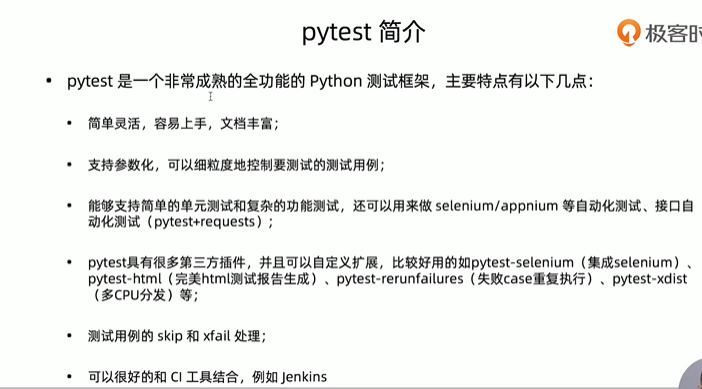 pytest 简介
极客时
• pytest 是一个非常成熟的全功能的 Python 测试框架，主要特点有以下几点：
• 简单灵活，容易上手，文档丰富；
• 支持参数化，可以细粒度地控制要测试的测试用例；
• 能够支持简单的单元测试和复杂的功能测试，还可以用来做 selenium/appnium 等自动化测试、接口自
动化测试（pytest+requests）；
• pytest具有很多第三方插件，并且可以自定义扩展，比较好用的如pytest-selenium（集成selenium）、
pytest-html（完美html测试报告生成）、pytest-rerunfailures（失败case重复执行）、pytest-xdist
（多CPU分发）等；
• 测试用例的 skip 和 xfail 处理；
• 可以很好的和 CI 工具结合，例如 Jenkins